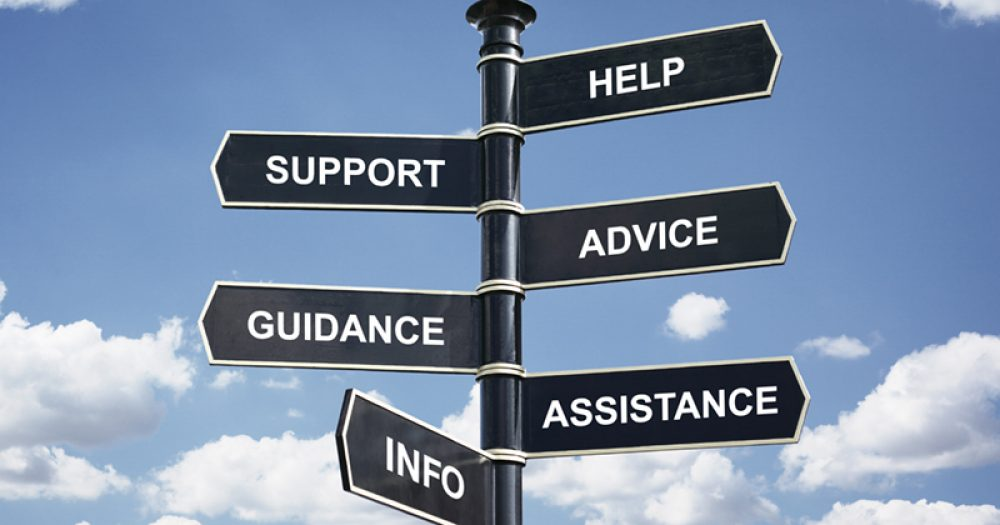 HELP
SUPPORT
ADVICE
GUIDANCE
ASSISTANCE
INFO